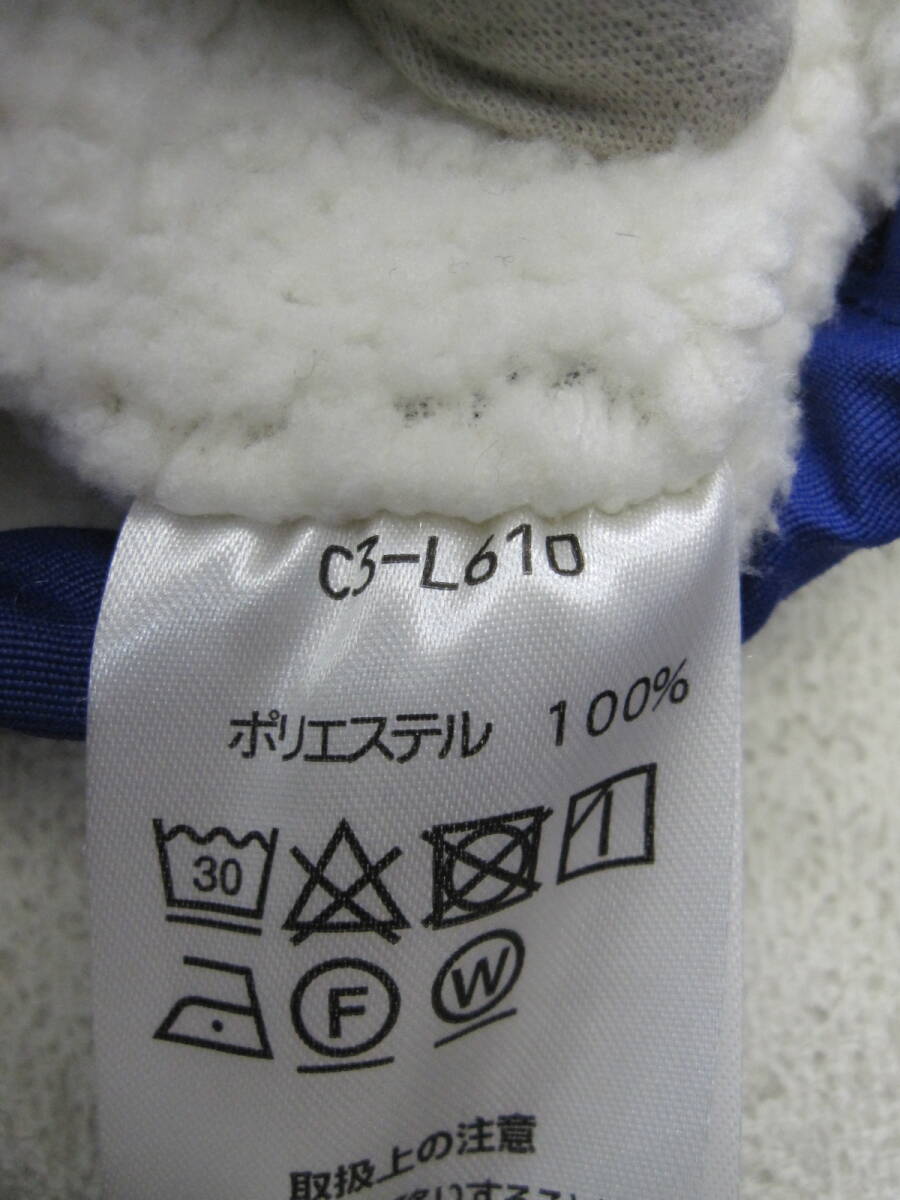 C3-L610
ポリエステル 100%
30
F W
取扱上の注意